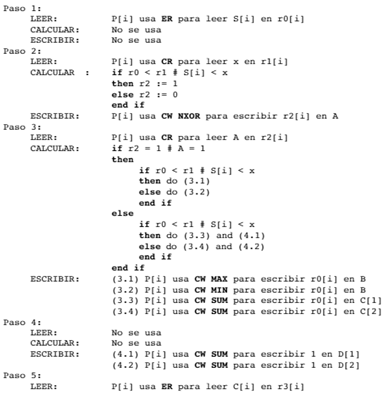 Paso 1:
LEER: P[i] usa ER para leer S[i] en r0[i]
CALCULAR: No se usa
ESCRIBIR: No se usa
Paso 2:
LEER: P[i] usa CR para leer x en r1[i]
CALCULAR : if r0 < r1 # S[i] < x
then r2 := 1
else r2 := 0
end if
ESCRIBIR: P[i] usa CW NXOR para escribir r2[i] en A
Paso 3:
LEER: P[i] usa CR para leer A en r2[i]
CALCULAR: if r2 = 1 # A = 1
then
if r0 < r1 # S[i] < x
then do (3.1)
else do (3.2)
end if
else
if r0 < r1 # S[i] < x
then do (3.3) and (4.1)
else do (3.4) and (4.2)
end if
end if
ESCRIBIR: (3.1) P[i] usa CW MAX para escribir r0[i] en B
(3.2) P[i] usa CW MIN para escribir r0[i] en B
(3.3) P[i] usa CW SUM para escribir r0[i] en C[1]
(3.4) P[i] usa CW SUM para escribir r0[i] en C[2]
Paso 4:
LEER: No se usa
CALCULAR: No se usa
ESCRIBIR: (4.1) P[i] usa CW SUM para escribir 1 en D[1]
(4.2) P[i] usa CW SUM para escribir 1 en D[2]
Paso 5:
LEER: P[i] usa ER para leer C[i] en r3[i]